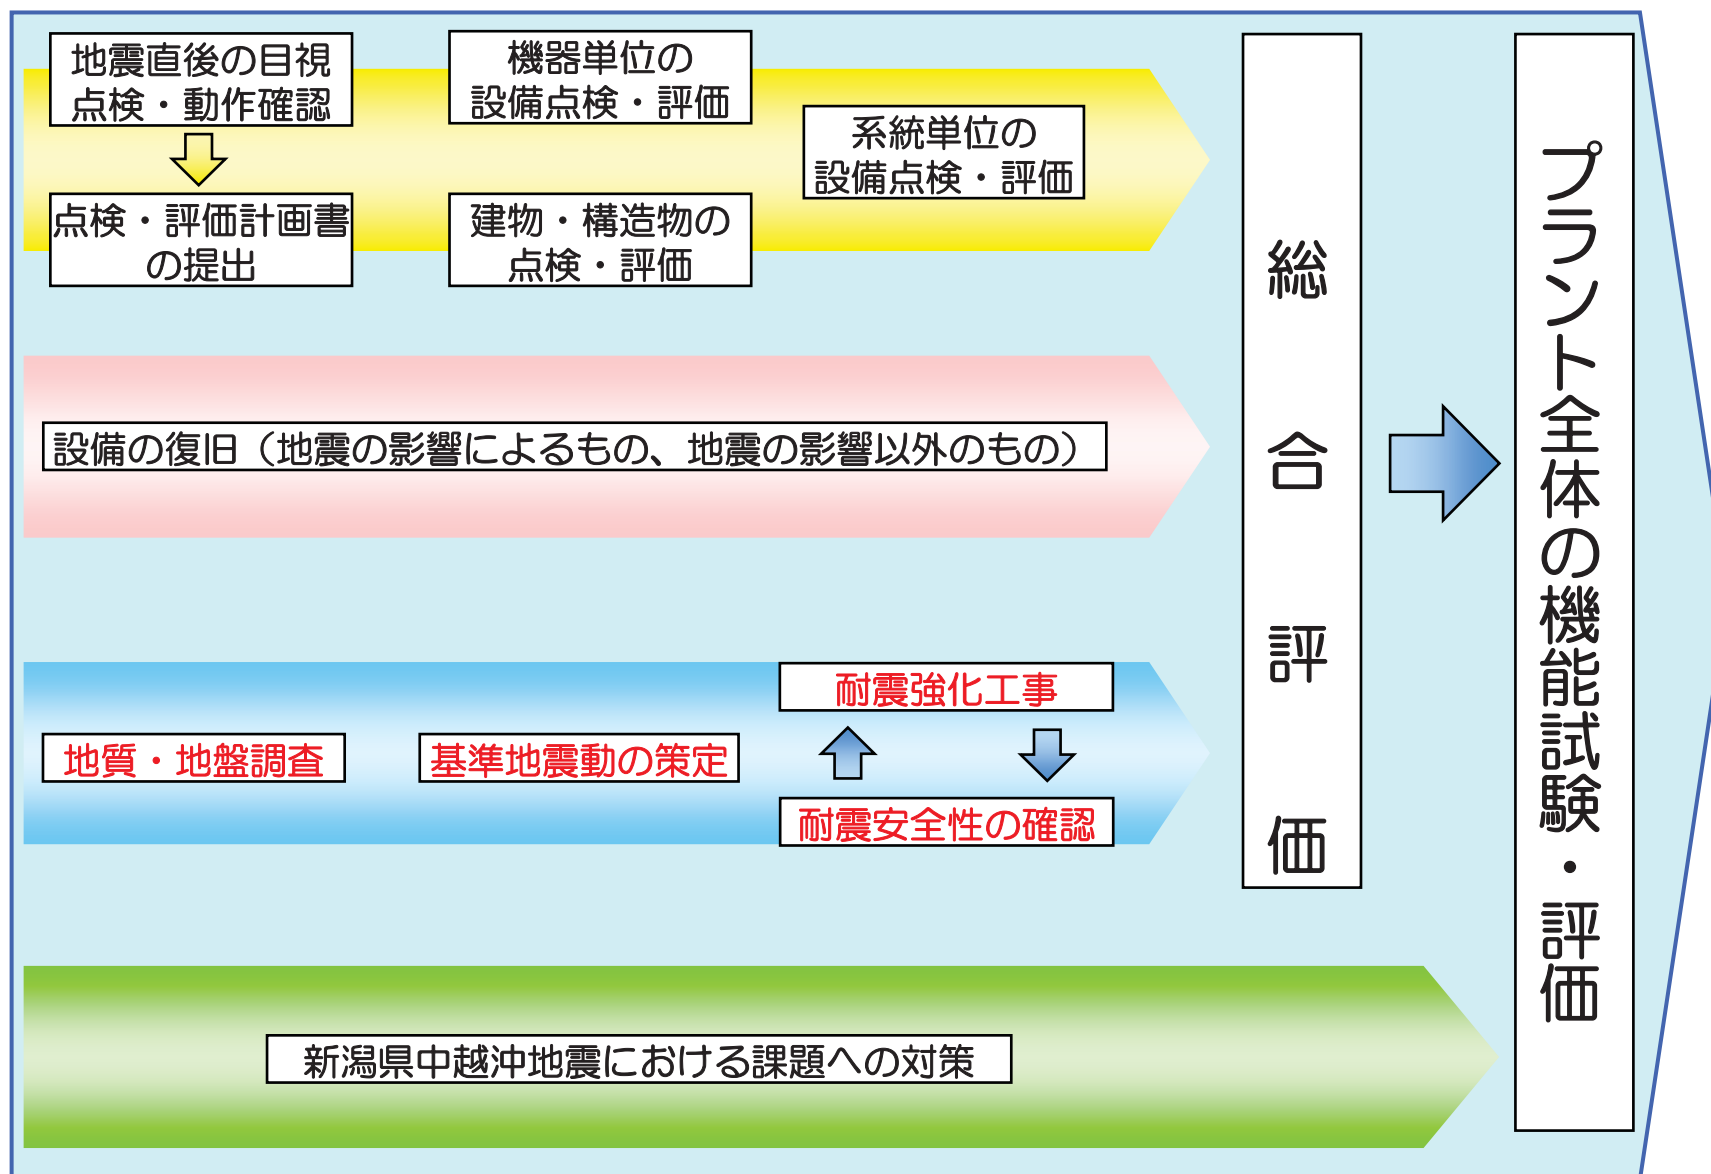 地震直後の目視
点検・動作確認
点検・評価計画書
の提出
機器単位の
設備点検・評価
建物・構造物の
点検・評価
系統単位の
設備点検・評価
設備の復旧（地震の影響によるもの、地震の影響以外のもの）
地質・地盤調査
基準地震動の策定
耐震強化工事
耐震安全性の確認
新潟県中越沖地震における課題への対策
総合評価
プラント全体の機能試験・評価